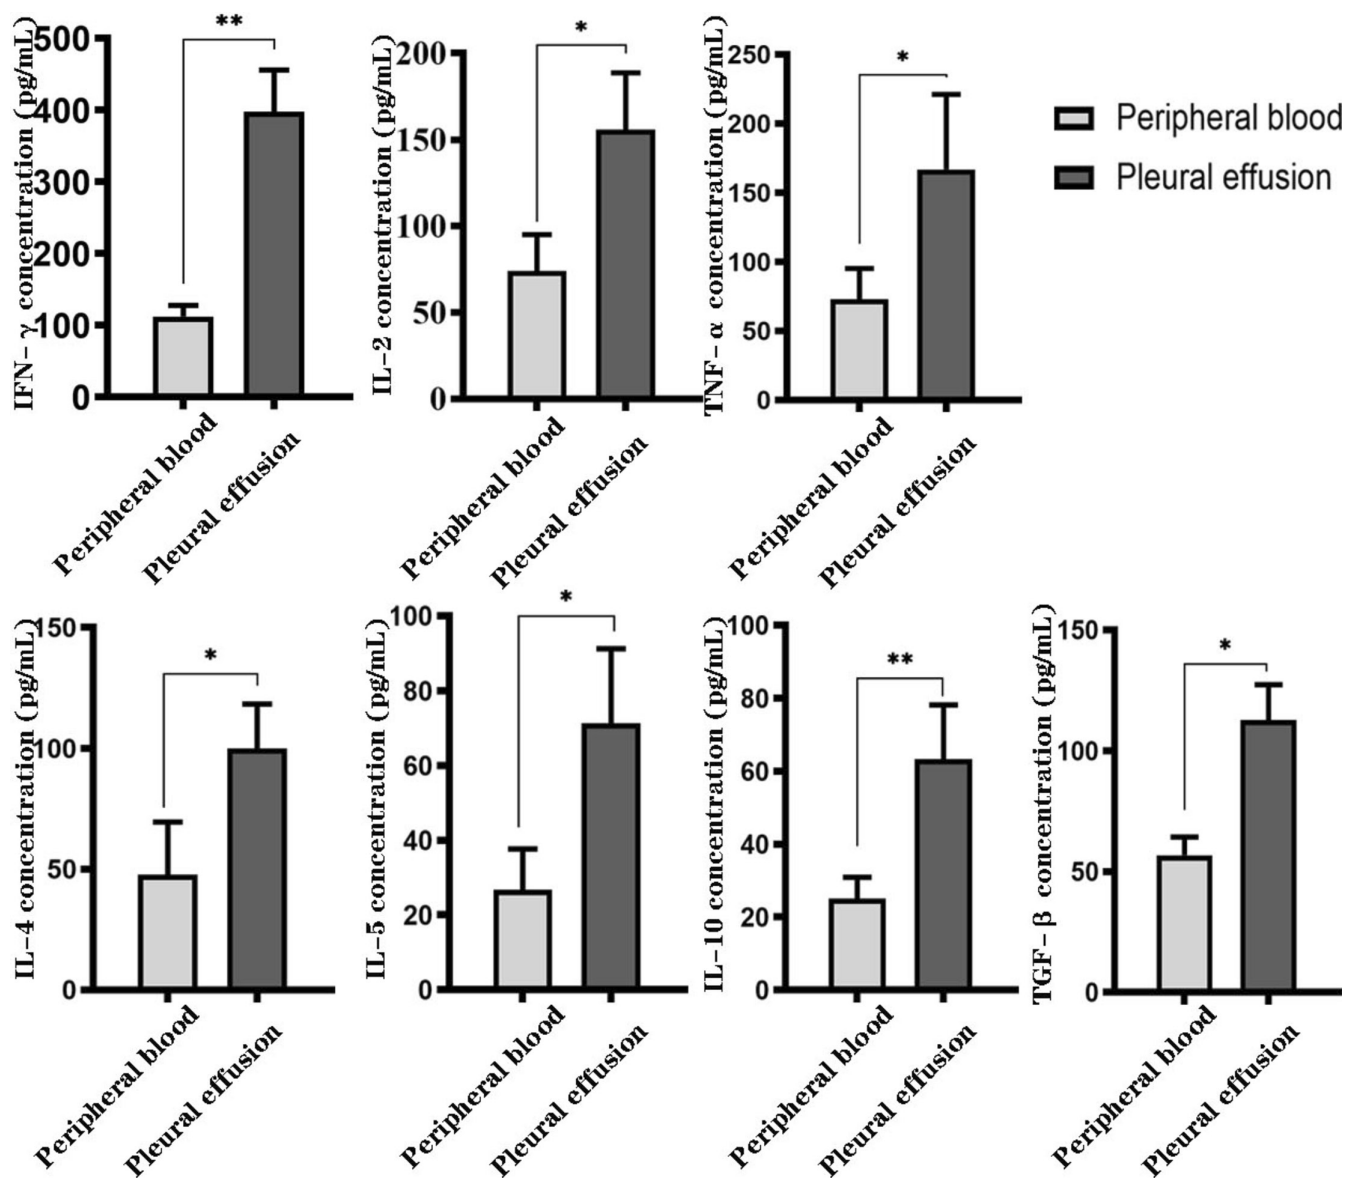 **
500
400
300
200
100
0
IFN-γ concentration (pg/mL)
Peripheral blood
Pleural effusion
*
200
150
100
50
0
IL-2 concentration (pg/mL)
Peripheral blood
Pleural effusion
*
250
200
150
100
50
0
TNF-α concentration (pg/mL)
Peripheral blood
Pleural effusion
Peripheral blood
Pleural effusion
*
150
100
50
0
IL-4 concentration (pg/mL)
Peripheral blood
Pleural effusion
*
100
80
60
40
20
0
IL-5 concentration (pg/mL)
Peripheral blood
Pleural effusion
**
100
80
60
40
20
0
IL-10 concentration (pg/mL)
Peripheral blood
Pleural effusion
*
150
100
50
0
TGF-β concentration (pg/mL)
Peripheral blood
Pleural effusion